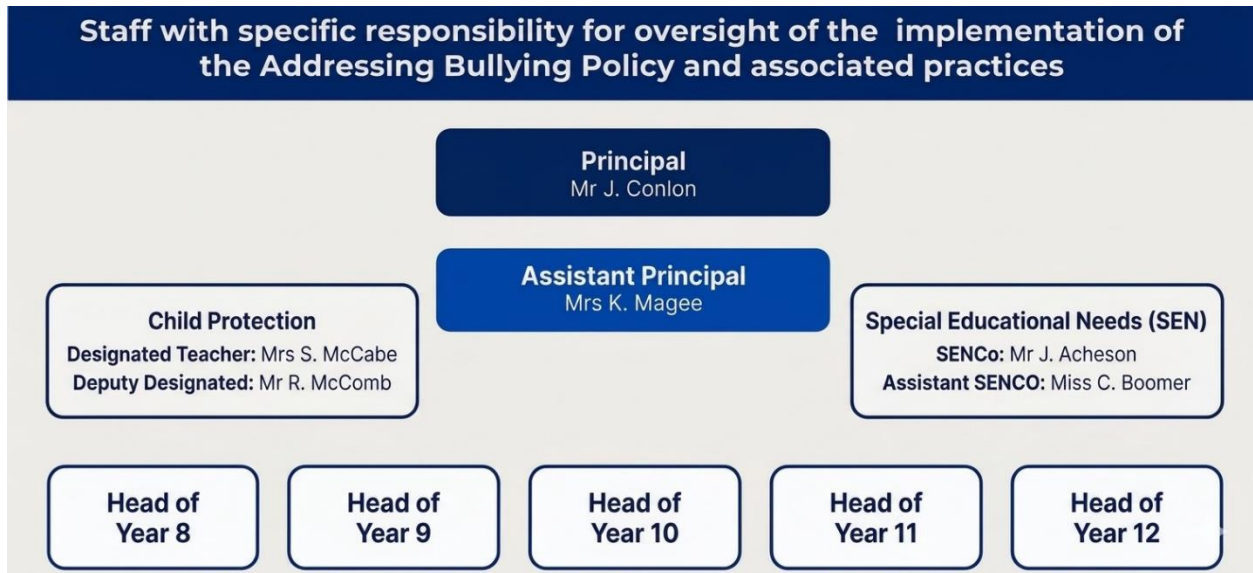 Staff with specific responsibility for oversight of the implementation of
the Addressing Bullying Policy and associated practices
Principal
Mr J. Conlon
Assistant Principal
Mrs K. Magee
Child Protection
Designated Teacher: Mrs S. McCabe
Deputy Designated: Mr R. McComb
Special Educational Needs (SEN)
SENCo: Mr J. Acheson
Assistant SENCO: Miss C. Boomer
Head of
Year 8
Head of
Year 9
Head of
Year 10
Head of
Year 11
Head of
Year 12